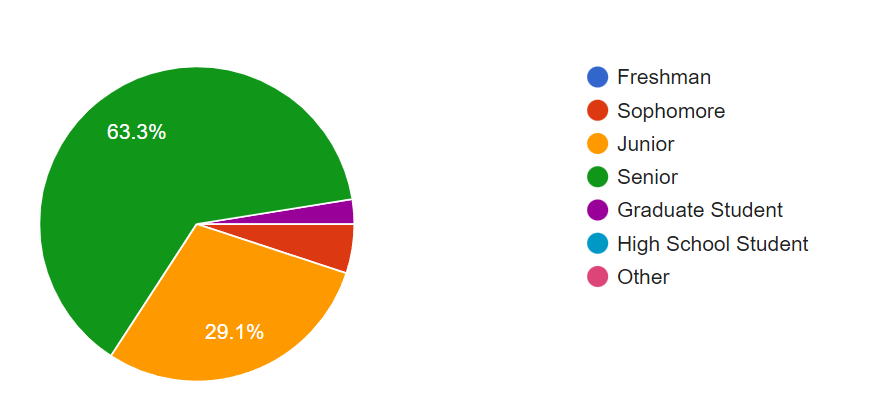 63.3%
29.1%
Freshman
Sophomore
Junior
Senior
Graduate Student
High School Student
Other